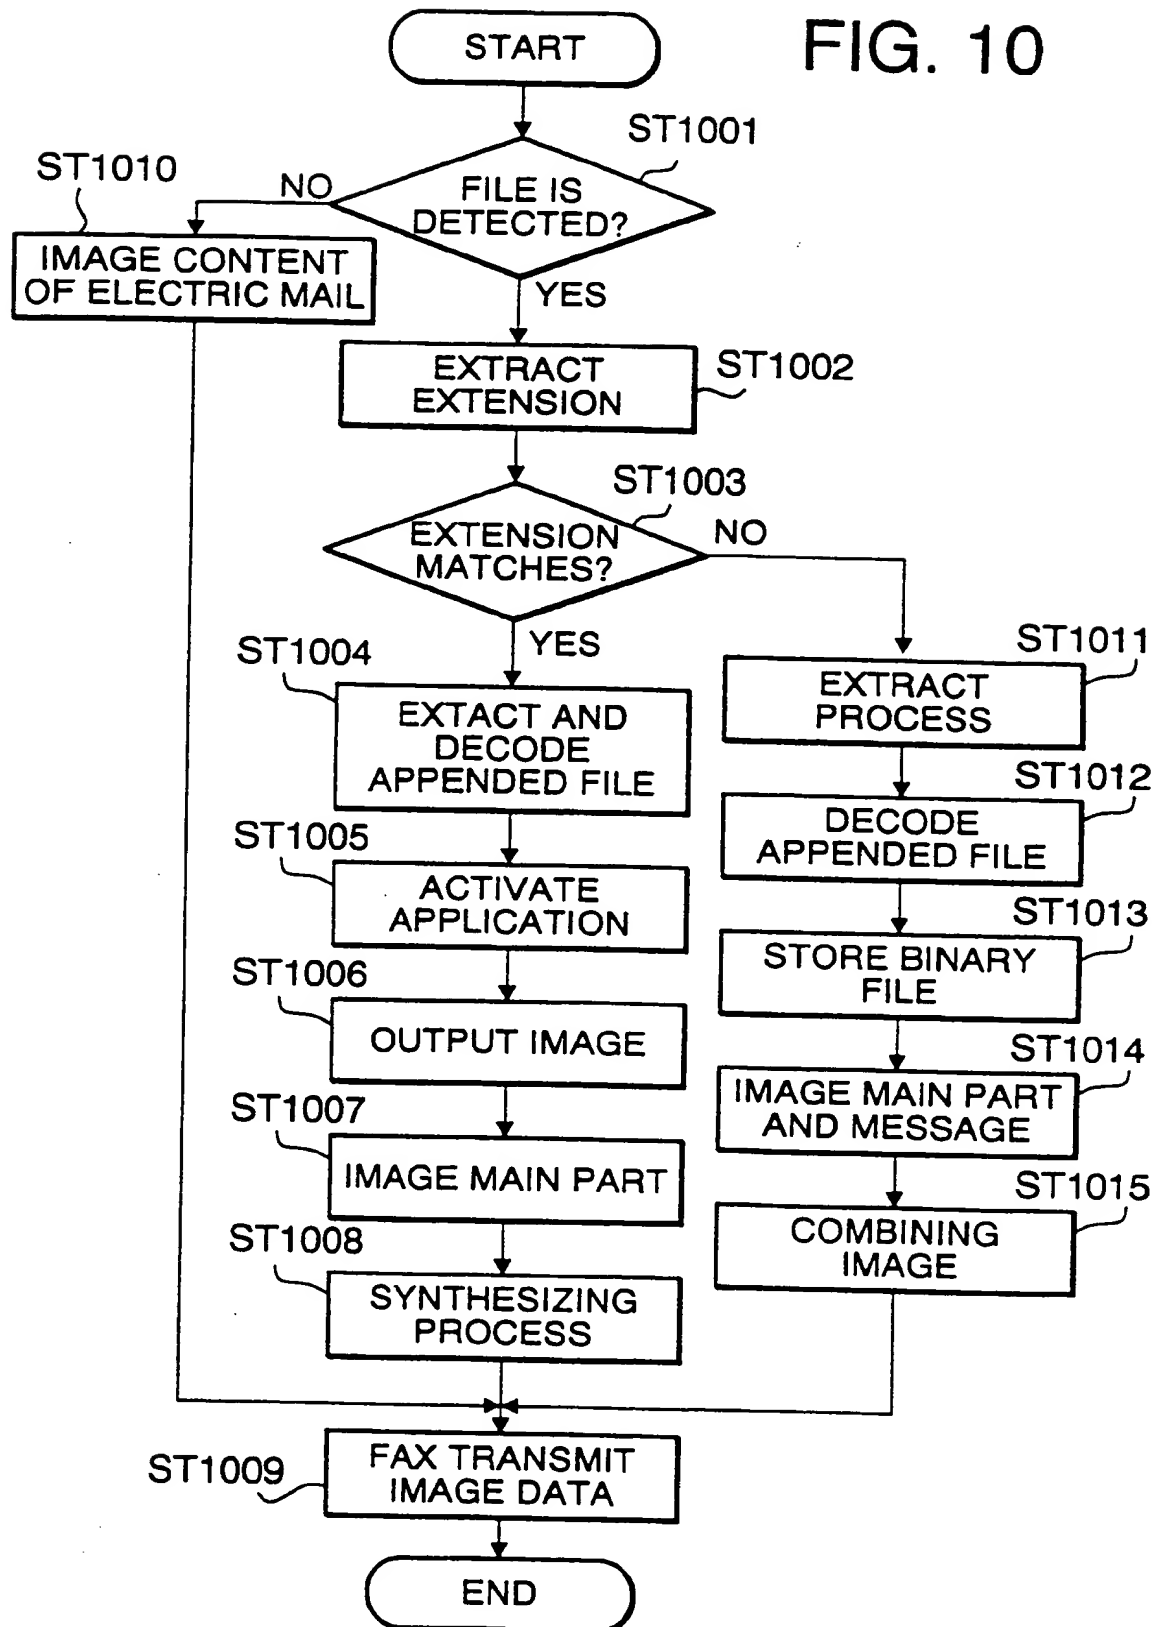 FIG. 10
START
ST1001
FILE IS
DETECTED?
NO
YES
ST1010
IMAGE CONTENT
OF ELECTRIC MAIL
ST1002
EXTRACT
EXTENSION
ST1003
EXTENSION
MATCHES?
NO
YES
ST1004
EXTACT AND
DECODE
APPENDED FILE
ST1005
ACTIVATE
APPLICATION
ST1006
OUTPUT IMAGE
ST1007
IMAGE MAIN PART
ST1008
SYNTHESIZING
PROCESS
ST1011
EXTRACT
PROCESS
ST1012
DECODE
APPENDED FILE
ST1013
STORE BINARY
FILE
ST1014
IMAGE MAIN PART
AND MESSAGE
ST1015
COMBINING
IMAGE
ST1009
FAX TRANSMIT
IMAGE DATA
END